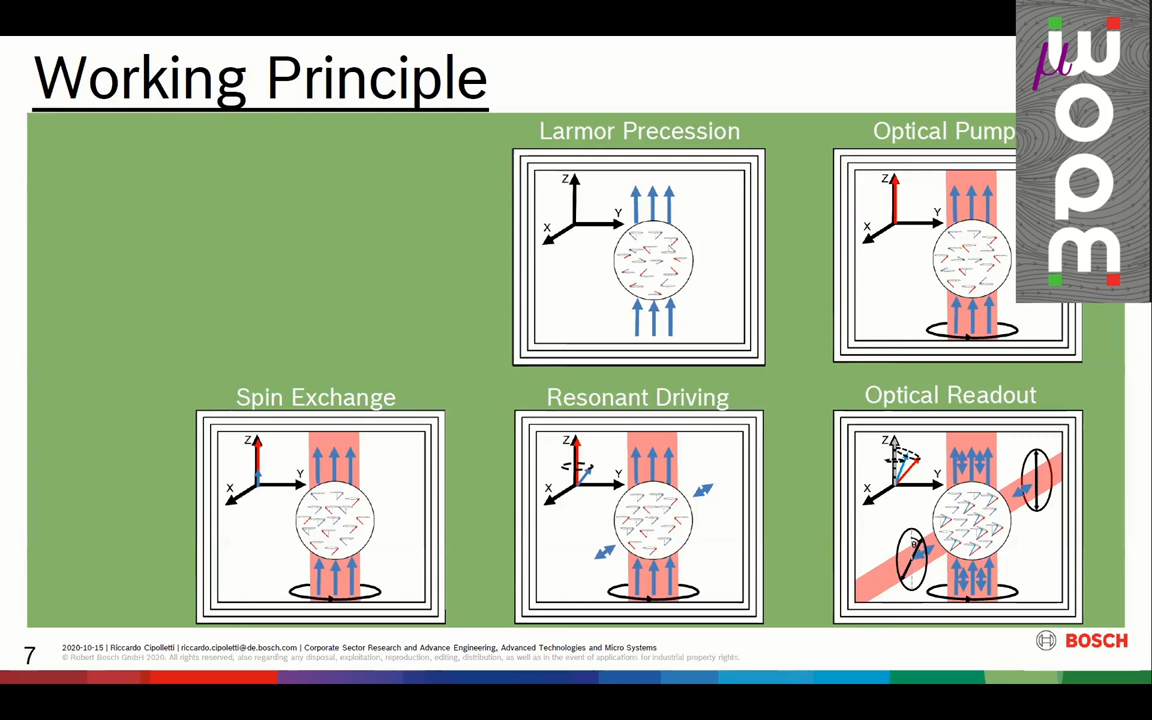 Working Principle
μ
wopm
Larmor Precession
Optical Pump
Z
Y
X
Z
Y
X
Spin Exchange
Resonant Driving
Optical Readout
Z
Y
X
Z
Y
X
Z
Y
X
θ
7
2020-10-15 | Riccardo Cipolletti | riccardo.cipoletti@de.bosch.com | Corporate Sector Research and Advance Engineering, Advanced Technologies and Micro Systems
© Robert Bosch GmbH 2020. All rights reserved, also regarding any disposal, exploitation, reproduction, editing, distribution, as well as in the event of applications for industrial property rights.
BOSCH